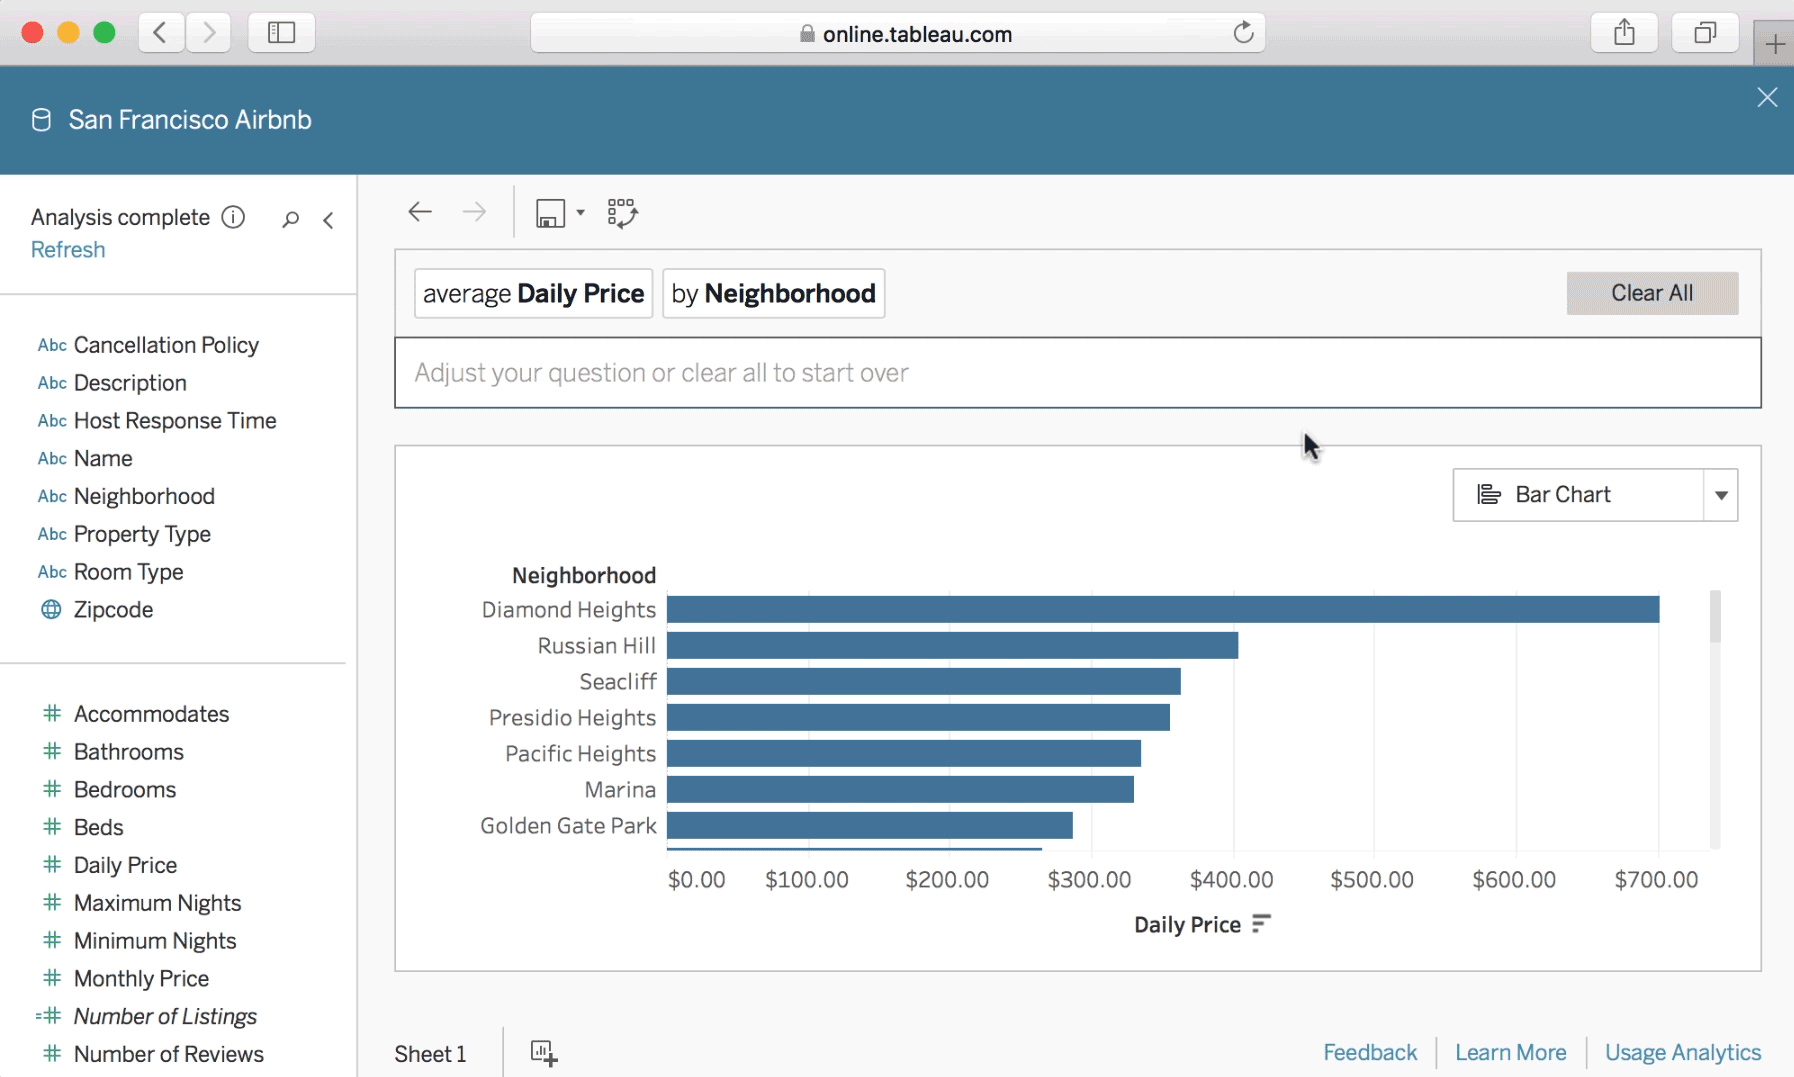 online.tableau.com
San Francisco Airbnb
Analysis complete
Refresh
Abc Cancellation Policy
Abc Description
Abc Host Response Time
Abc Name
Abc Neighborhood
Abc Property Type
Abc Room Type
Zipcode
# Accommodates
# Bathrooms
# Bedrooms
# Beds
# Daily Price
# Maximum Nights
# Minimum Nights
# Monthly Price
=# Number of Listings
# Number of Reviews
average Daily Price by Neighborhood
Clear All
Adjust your question or clear all to start over
Bar Chart
Neighborhood
Diamond Heights
Russian Hill
Seacliff
Presidio Heights
Pacific Heights
Marina
Golden Gate Park
$0.00 $100.00 $200.00 $300.00 $400.00 $500.00 $600.00 $700.00
Daily Price
Sheet 1
Feedback Learn More Usage Analytics